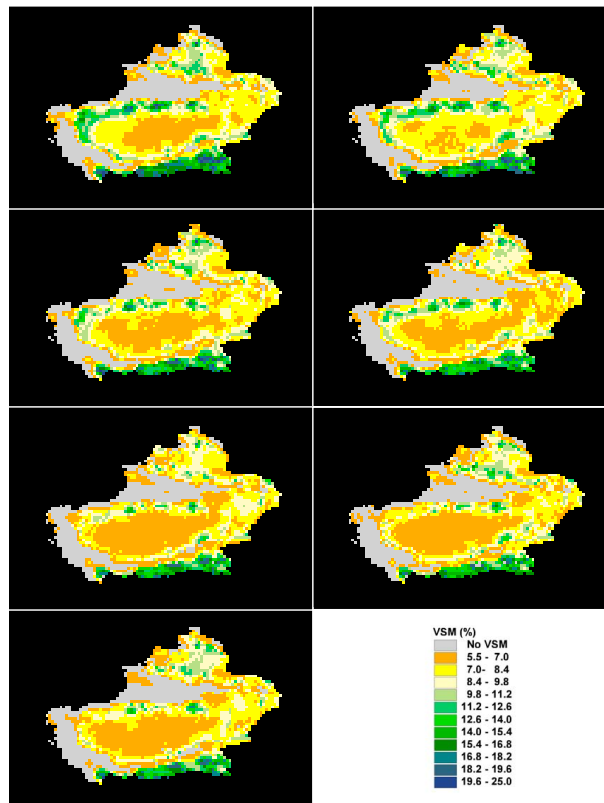 VSM (%)
No VSM
5.5 - 7.0
7.0- 8.4
8.4 - 9.8
9.8 - 11.2
11.2 - 12.6
12.6 - 14.0
14.0 - 15.4
15.4 - 16.8
16.8 - 18.2
18.2 - 19.6
19.6 - 25.0